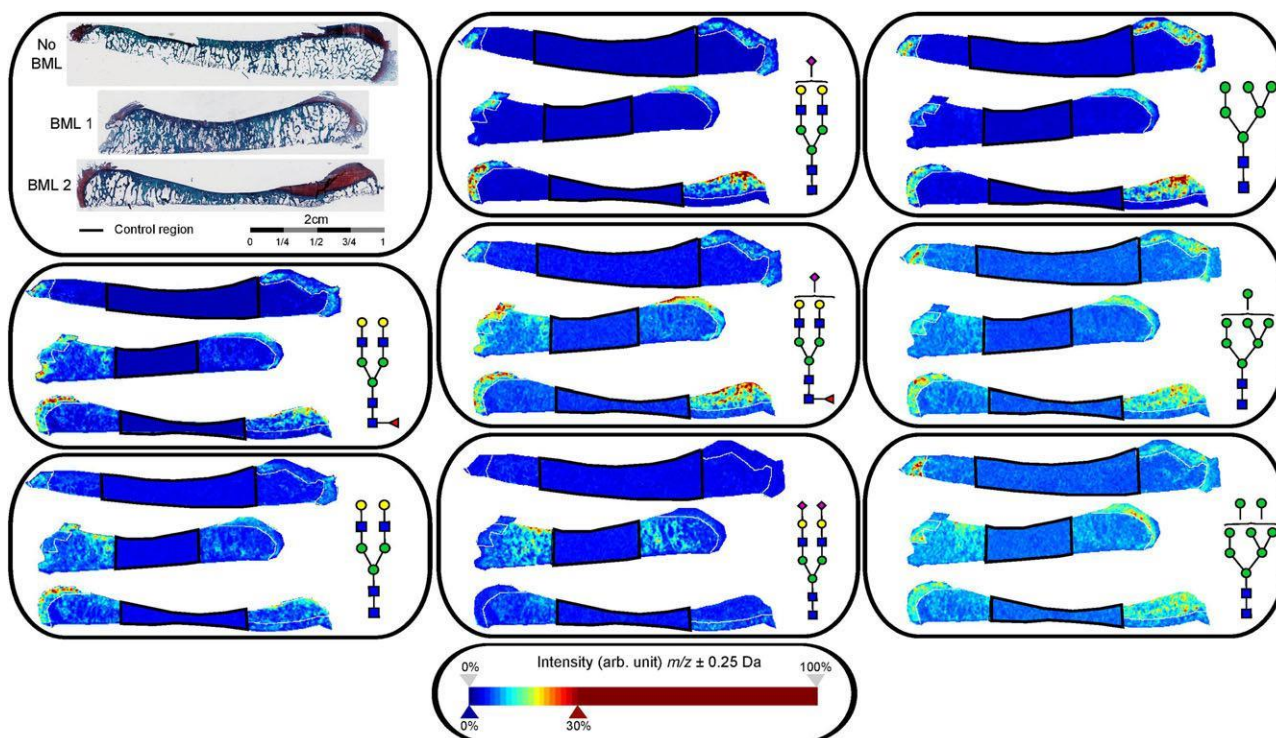 No
BML
BML 1
BML 2
Control region
2cm
0 1/4 1/2 3/4 1
Intensity (arb. unit) m/z ± 0.25 Da
0% 100%
0% 30%